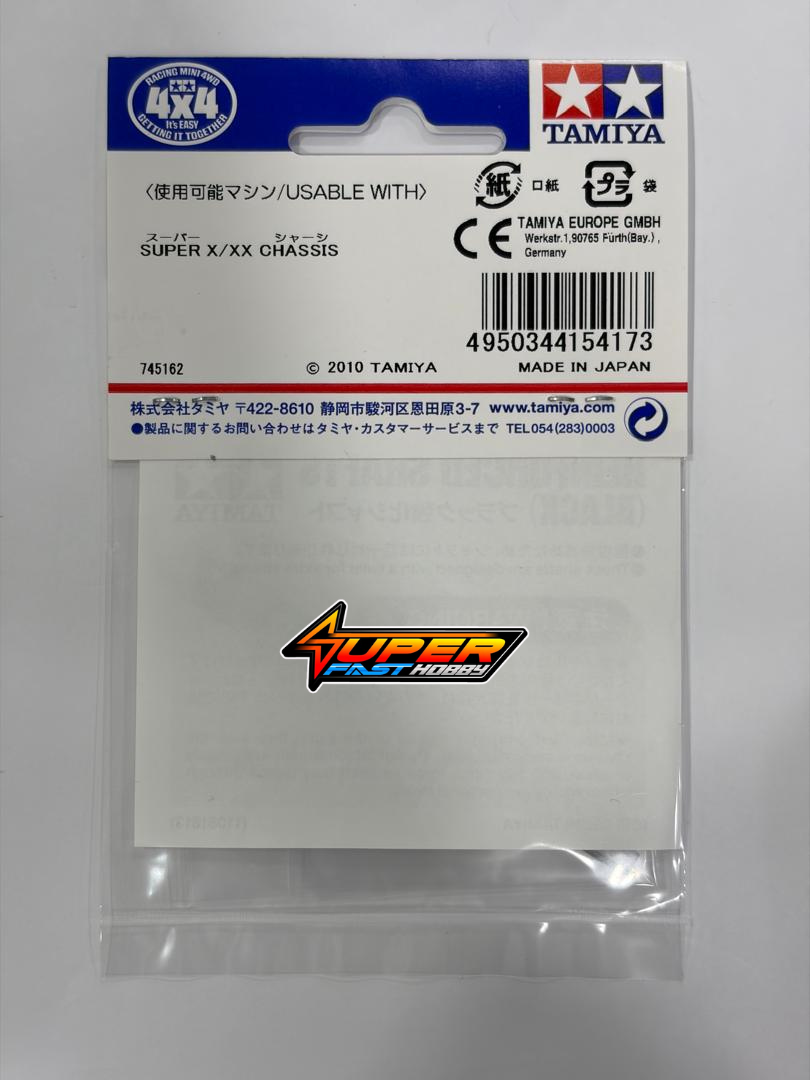 RACING MINI 4WD
4x4
It's EASY
GETTING IT TOGETHER
TAMIYA
〈使用可能マシン/USABLE WITH〉
スーパー シャーシ
SUPER X/XX CHASSIS
紙 口紙 プラ 袋
CE TAMIYA EUROPE GMBH
Werkstr.1,90765 Fürth(Bay.),
Germany
4950344154173
745162 © 2010 TAMIYA MADE IN JAPAN
株式会社タミヤ 〒422-8610 静岡市駿河区恩田原3-7 www.tamiya.com
●製品に関するお問い合わせはタミヤ・カスタマーサービスまで TEL054(283)0003
SUPER
FAST HOBBY